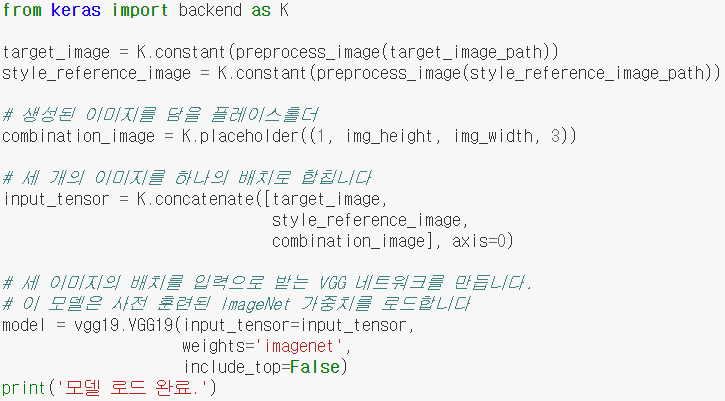 from keras import backend as K

target_image = K.constant(preprocess_image(target_image_path))
style_reference_image = K.constant(preprocess_image(style_reference_image_path))

# 생성된 이미지를 담을 플레이스홀더
combination_image = K.placeholder((1, img_height, img_width, 3))

# 세 개의 이미지를 하나의 배치로 합칩니다
input_tensor = K.concatenate([target_image,
                              style_reference_image,
                              combination_image], axis=0)

# 세 이미지의 배치를 입력으로 받는 VGG 네트워크를 만듭니다.
# 이 모델은 사전 훈련된 ImageNet 가중치를 로드합니다
model = vgg19.VGG19(input_tensor=input_tensor,
                    weights='imagenet',
                    include_top=False)
print('모델 로드 완료.')